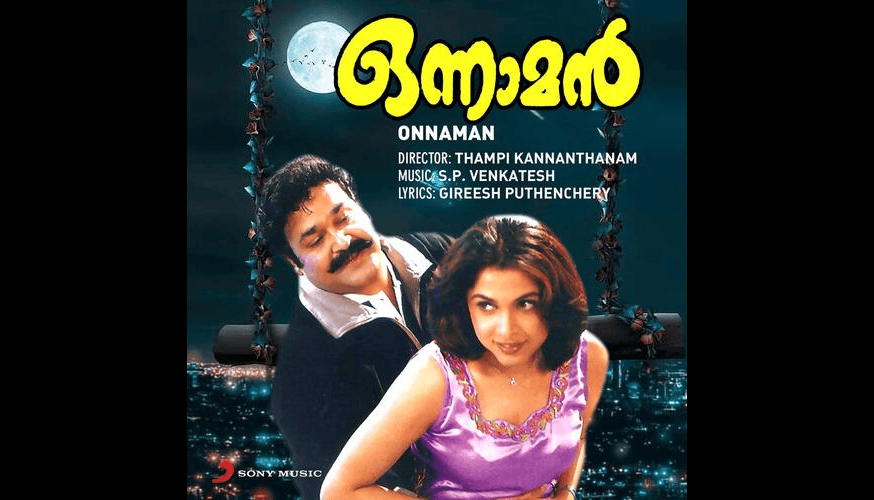 ഒന്നാമൻ
ONNAMAN
DIRECTOR: THAMPI KANNANTHANAM
MUSIC: S.P. VENKATESH
LYRICS: GIREESH PUTHENCHERY
SONY MUSIC